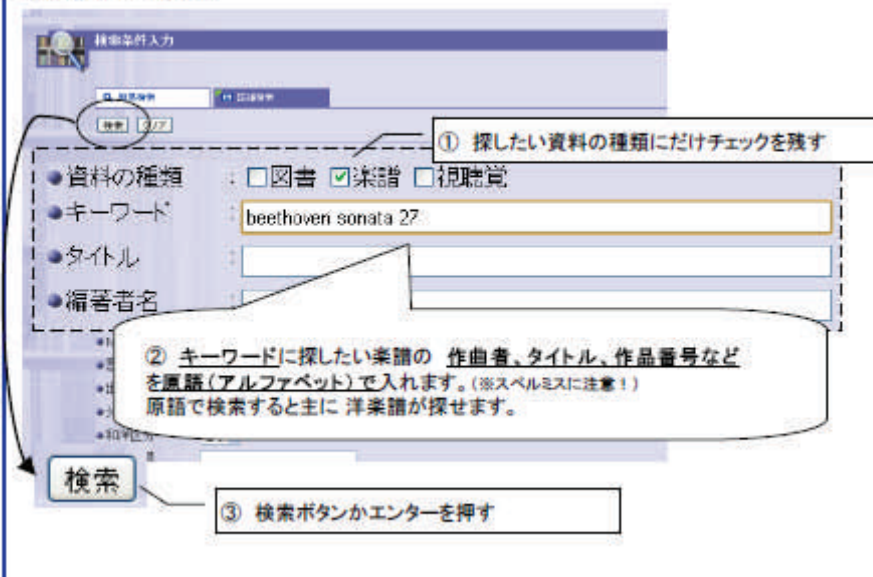 検索条件入力
検索 クリア
① 探したい資料の種類にだけチェックを残す
●資料の種類 : □図書 ☑楽譜 □視聴覚
●キーワード : beethoven sonata 27
●タイトル :
●編著者名 :
② キーワードに探したい楽譜の 作曲者、タイトル、作品番号など
を原語(アルファベット)で入れます。(※スペルミスに注意!)
原語で検索すると主に 洋楽譜が探せます。
●和洋区分
検索
③ 検索ボタンかエンターを押す